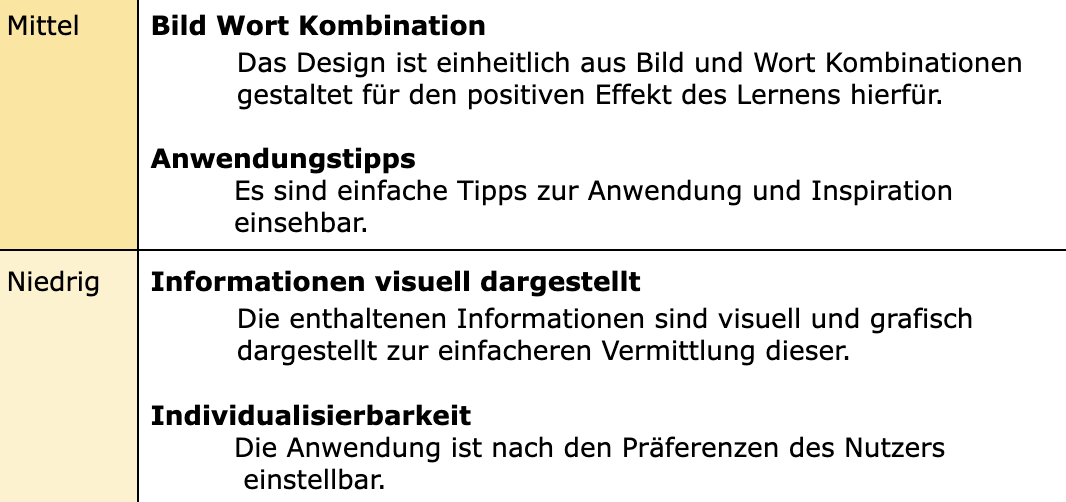 Mittel
Bild Wort Kombination
Das Design ist einheitlich aus Bild und Wort Kombinationen
gestaltet für den positiven Effekt des Lernens hierfür.
Anwendungstipps
Es sind einfache Tipps zur Anwendung und Inspiration
einsehbar.
Niedrig
Informationen visuell dargestellt
Die enthaltenen Informationen sind visuell und grafisch
dargestellt zur einfacheren Vermittlung dieser.
Individualisierbarkeit
Die Anwendung ist nach den Präferenzen des Nutzers
einstellbar.